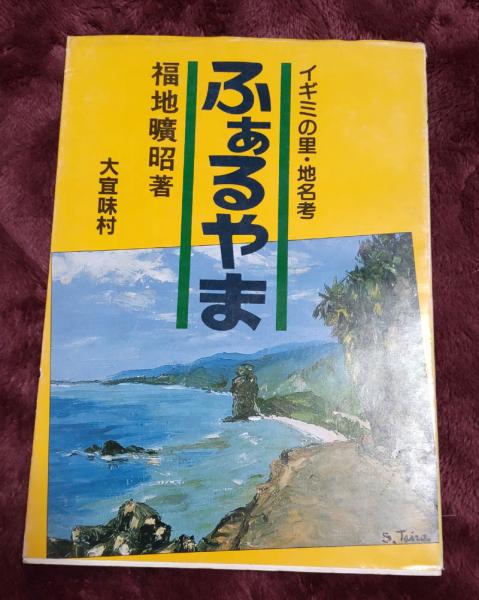 イギミの里・地名考
ふぁるやま
福地曠昭著
大宜味村
S. Taira